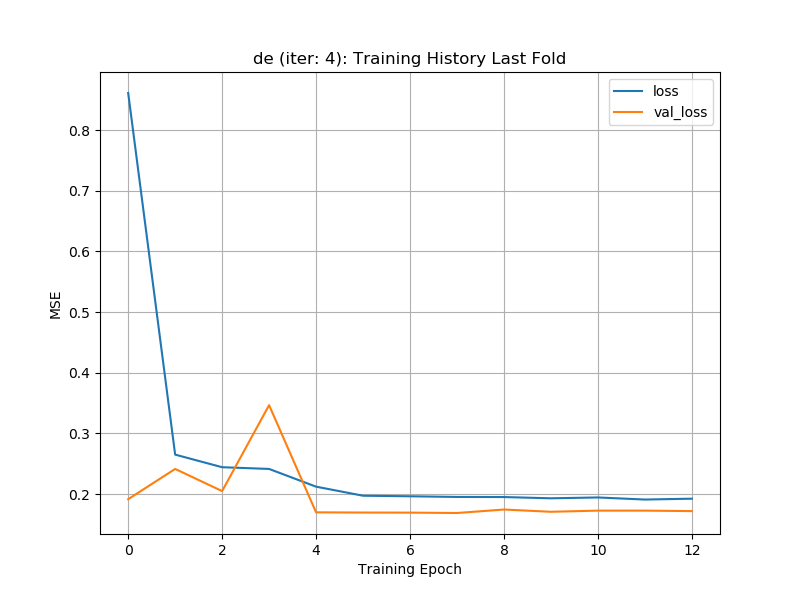 de (iter: 4): Training History Last Fold
loss
val_loss
0.8
0.7
0.6
0.5
0.4
0.3
0.2
MSE
0 2 4 6 8 10 12
Training Epoch